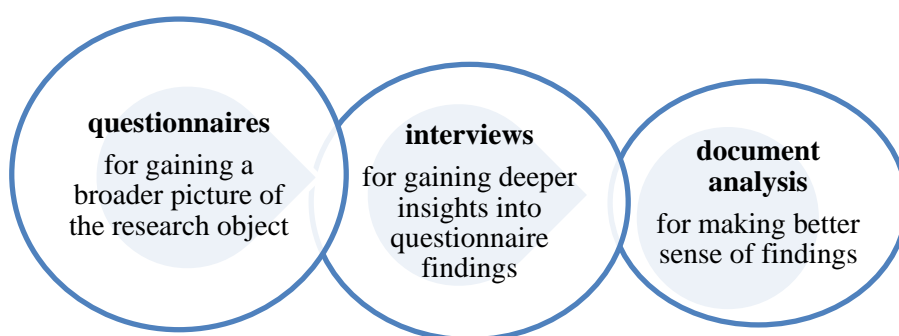 questionnaires
for gaining a
broader picture of
the research object
interviews
for gaining deeper
insights into
questionnaire
findings
document
analysis
for making better
sense of findings